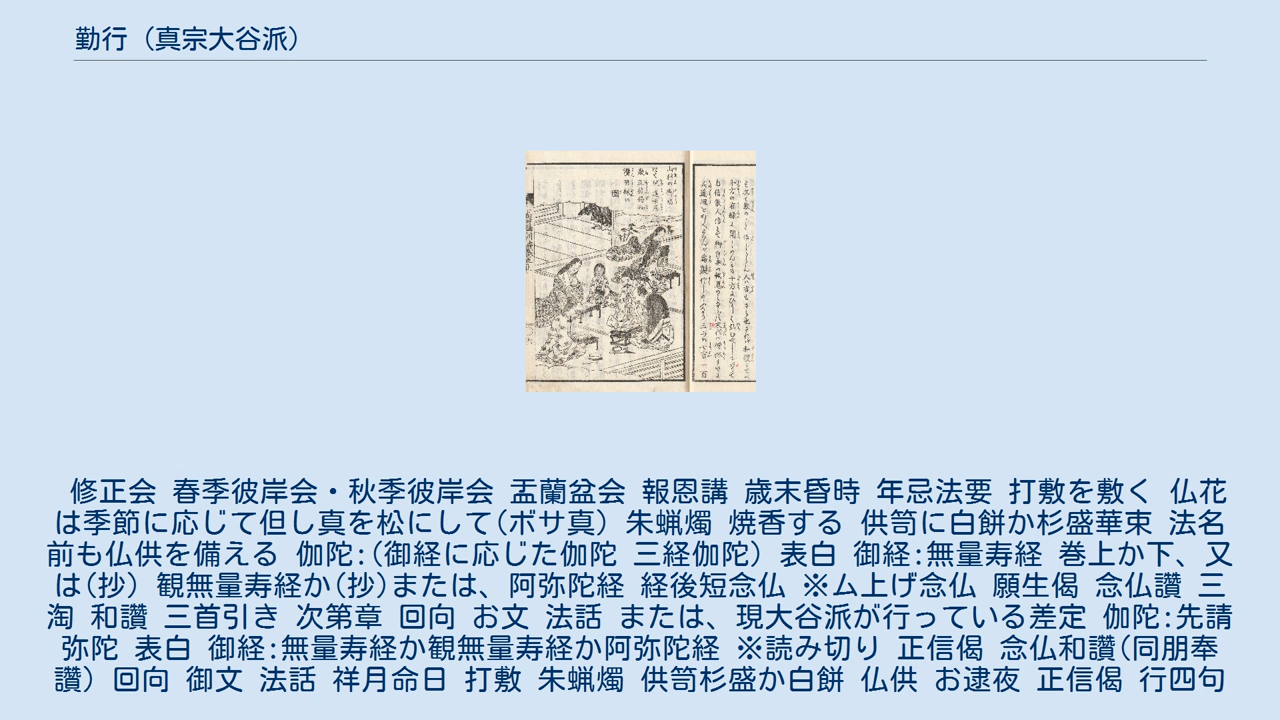 勤行（真宗大谷派）
修正会 春季彼岸会・秋季彼岸会 盂蘭盆会 報恩講 歳末昏時 年忌法要 打敷を敷く 仏花
は季節に応じて但し真を松にして(ボサ真） 朱蝋燭 焼香する 供笥に白餅か杉盛華束 法名
前も仏供を備える 伽陀:(御経に応じた伽陀 三経伽陀） 表白 御経:無量寿経 巻上か下、又
は(抄） 観無量寿経か(抄)または、阿弥陀経 経後短念仏 ※ム上げ念仏 願生偈 念仏讃 三
淘 和讃 三首引き 次第章 回向 お文 法話 または、現大谷派が行っている差定 伽陀:先請
弥陀 表白 御経:無量寿経か観無量寿経か阿弥陀経 ※読み切り 正信偈 念仏和讃(同朋奉
讃） 回向 御文 法話 祥月命日 打敷 朱蝋燭 供笥杉盛か白餅 仏供 お逮夜 正信偈 行四句